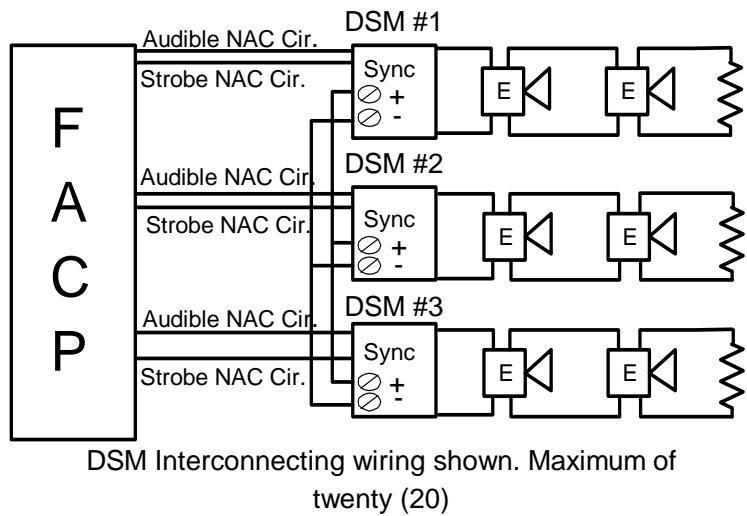 DSM #1
Audible NAC Cir.
Strobe NAC Cir.
Sync
+
-
E
E
F
A
C
P
DSM #2
Audible NAC Cir.
Strobe NAC Cir.
Sync
+
-
E
E
DSM #3
Audible NAC Cir.
Strobe NAC Cir.
Sync
+
-
E
E
DSM Interconnecting wiring shown. Maximum of
twenty (20)